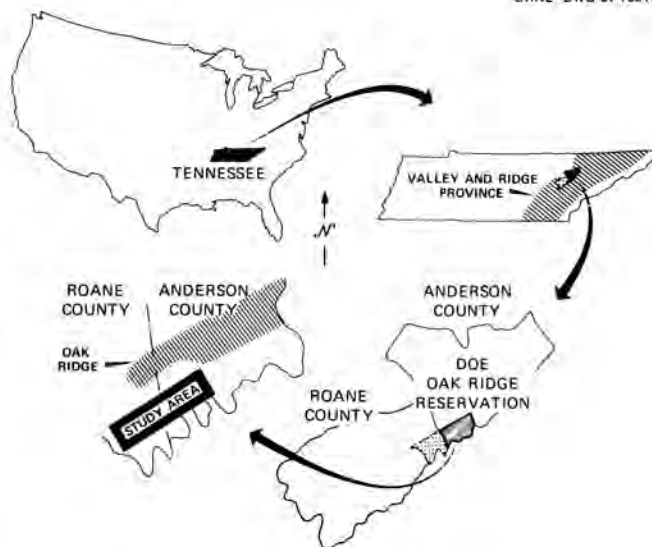 TENNESSEE
VALLEY AND RIDGE
PROVINCE
N
ROANE
COUNTY
ANDERSON
COUNTY
OAK
RIDGE
STUDY AREA
ANDERSON
COUNTY
DOE
OAK RIDGE
RESERVATION
ROANE
COUNTY